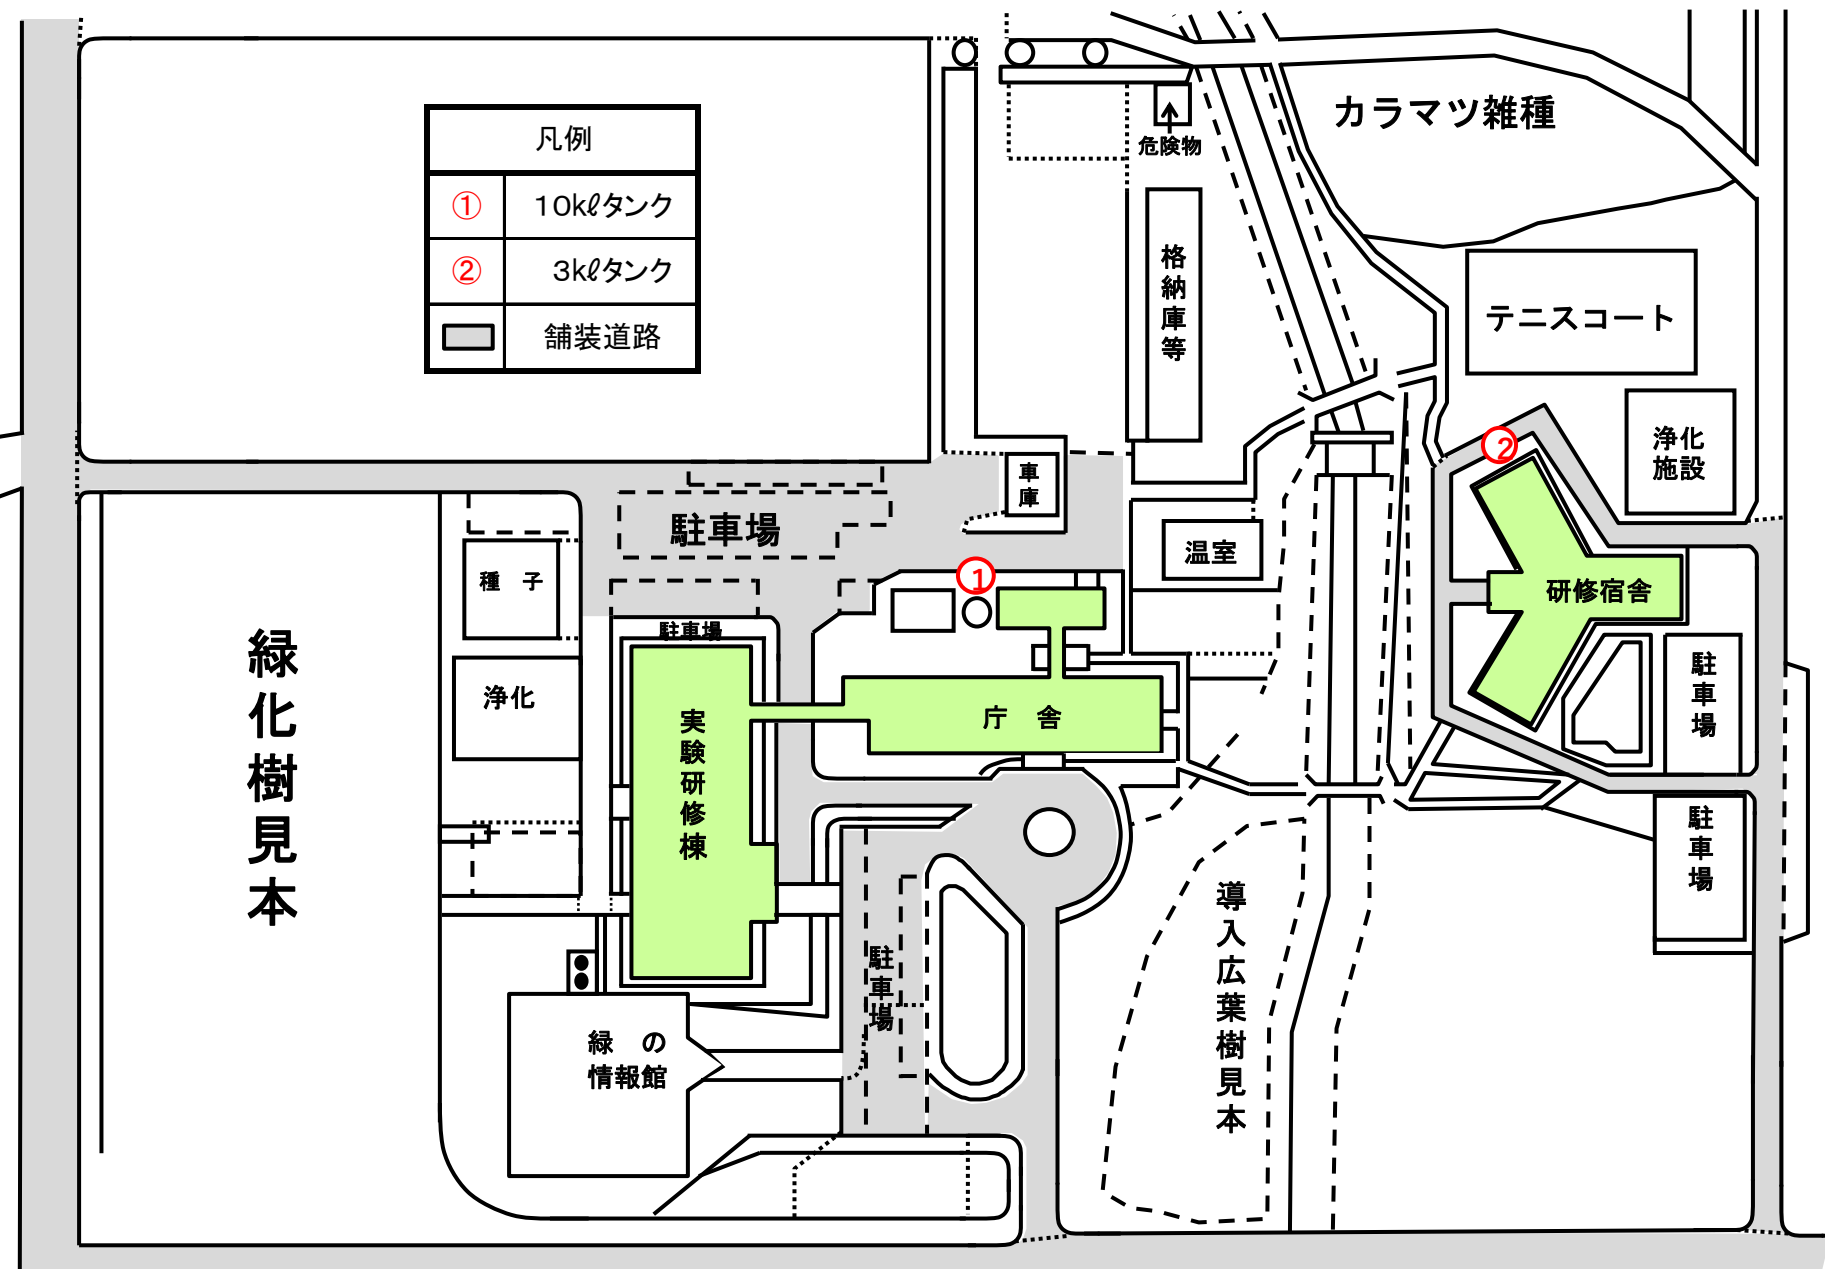 凡例
① 10kℓタンク
② 3kℓタンク
舗装道路
カラマツ雑種
危険物
格納庫等
テニスコート
浄化
施設
車庫
駐車場
②
温室
①
種 子
研修宿舎
駐車場
緑化樹見本
浄化
実験研修棟
庁 舎
駐車場
駐車場
導入広葉樹見本
駐車場
緑 の
情報館